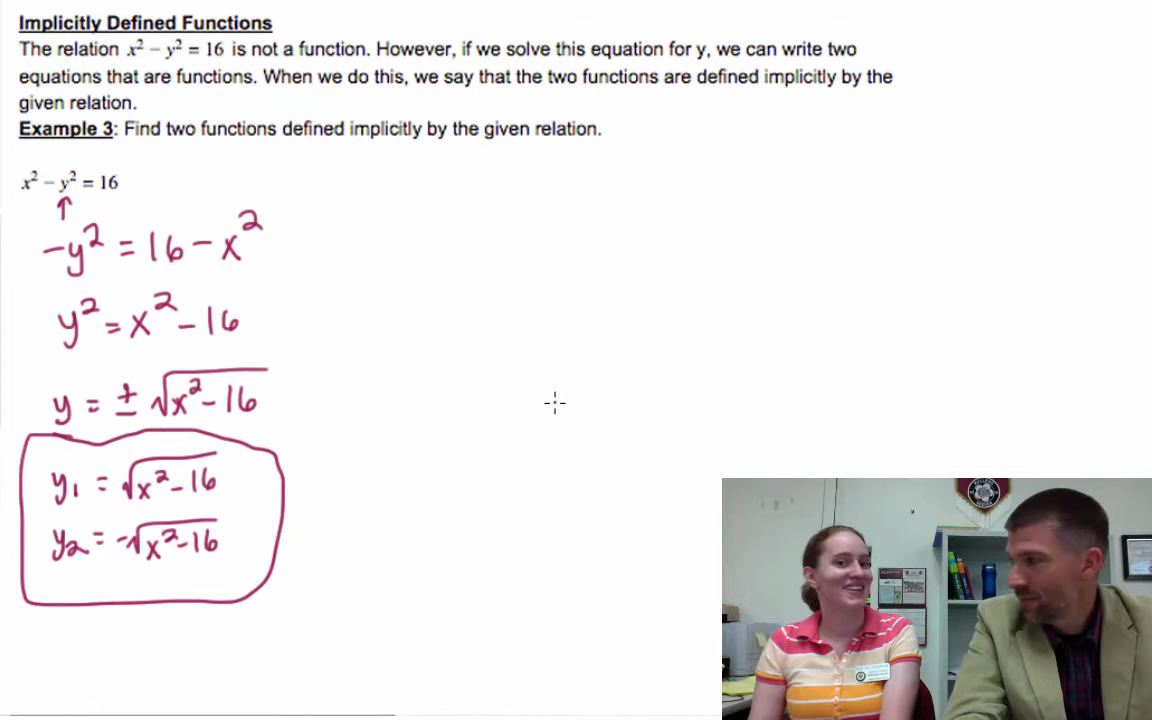 Implicitly Defined Functions
The relation x² − y² = 16 is not a function. However, if we solve this equation for y, we can write two
equations that are functions. When we do this, we say that the two functions are defined implicitly by the
given relation.
Example 3: Find two functions defined implicitly by the given relation.
x² − y² = 16
-y² = 16 - x²
y² = x² - 16
y = ± √x² - 16
y₁ = √x² - 16
y₂ = -√x² - 16